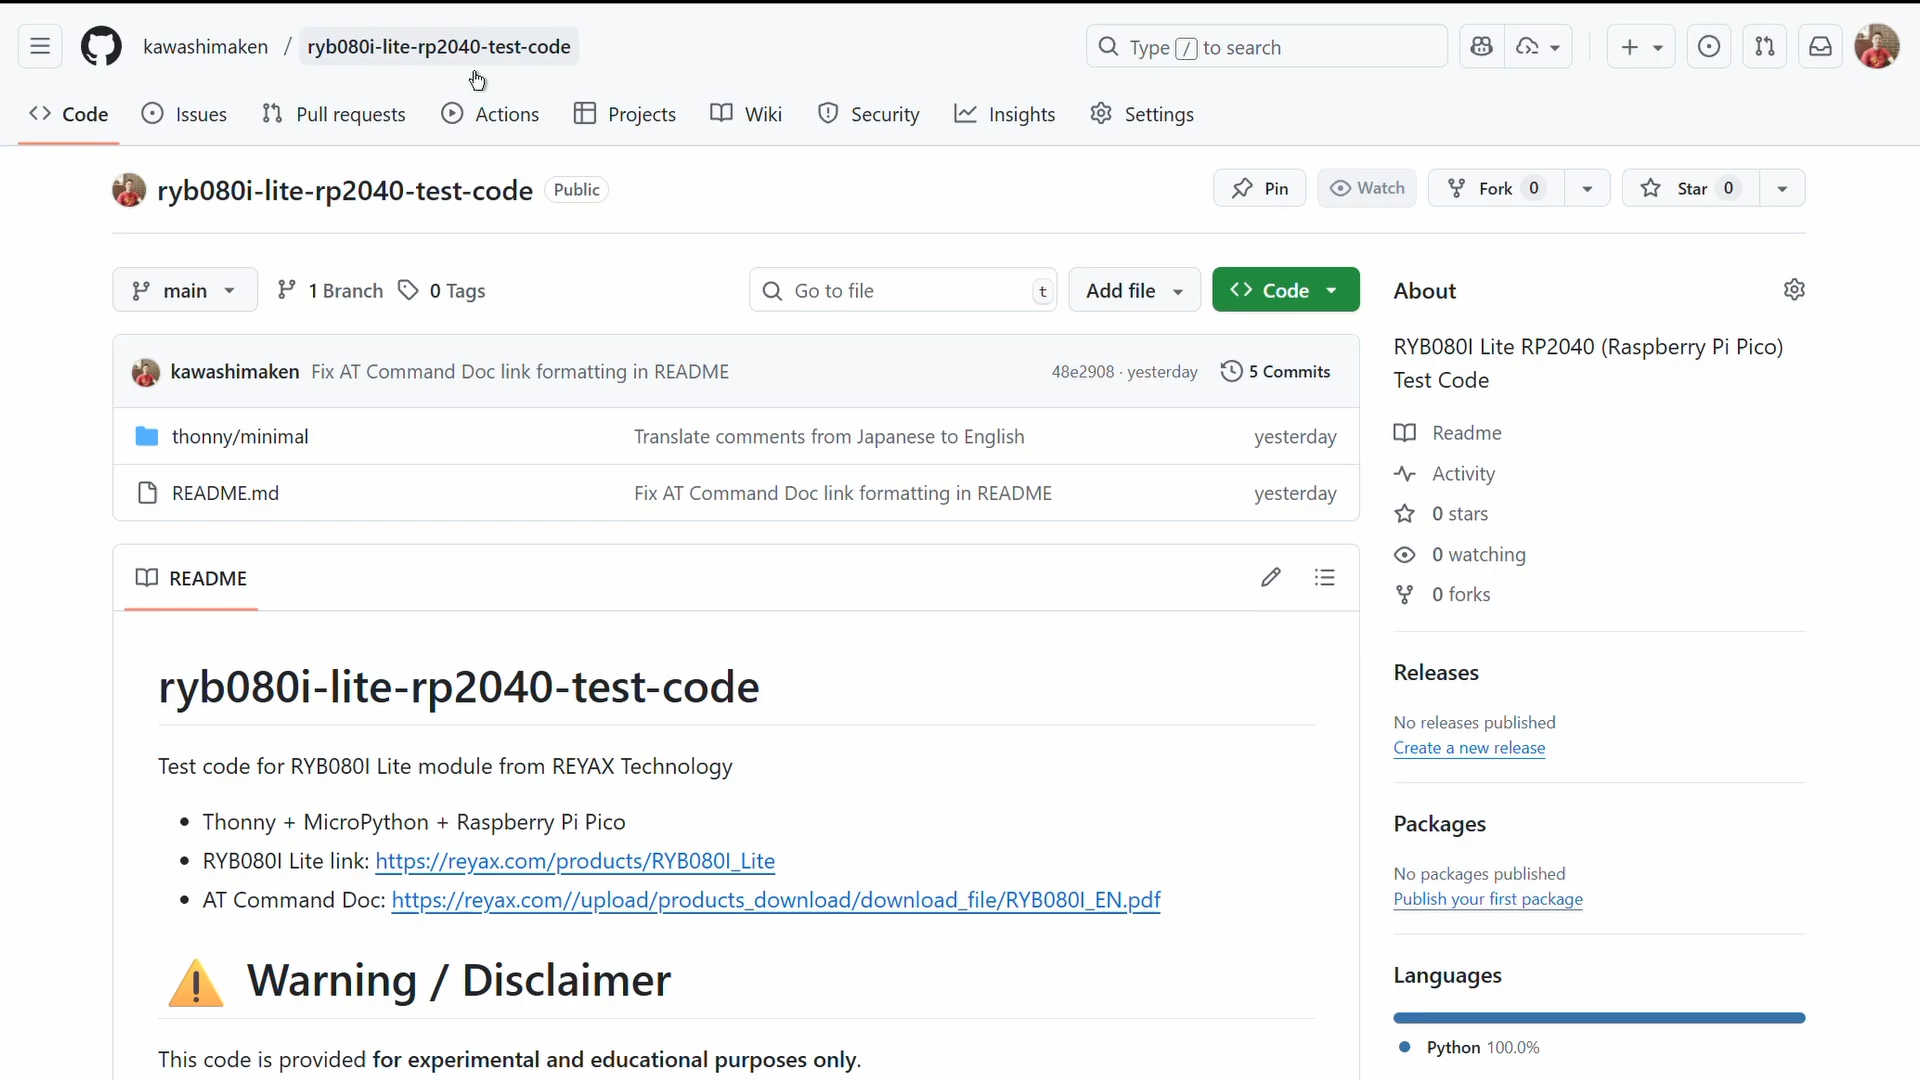 kawashimaken / ryb080i-lite-rp2040-test-code
Type / to search
Code
Issues
Pull requests
Actions
Projects
Wiki
Security
Insights
Settings
ryb080i-lite-rp2040-test-code
Public
Pin
Watch
Fork 0
Star 0
main
1 Branch
0 Tags
Go to file
t
Add file
Code
kawashimaken Fix AT Command Doc link formatting in README
48e2908 · yesterday
5 Commits
thonny/minimal
Translate comments from Japanese to English
yesterday
README.md
Fix AT Command Doc link formatting in README
yesterday
README
ryb080i-lite-rp2040-test-code
Test code for RYB080I Lite module from REYAX Technology
• Thonny + MicroPython + Raspberry Pi Pico
• RYB080I Lite link: https://reyax.com/products/RYB080I_Lite
• AT Command Doc: https://reyax.com//upload/products_download/download_file/RYB080I_EN.pdf
Warning / Disclaimer
This code is provided for experimental and educational purposes only.
About
RYB080I Lite RP2040 (Raspberry Pi Pico)
Test Code
Readme
Activity
0 stars
0 watching
0 forks
Releases
No releases published
Create a new release
Packages
No packages published
Publish your first package
Languages
Python 100.0%